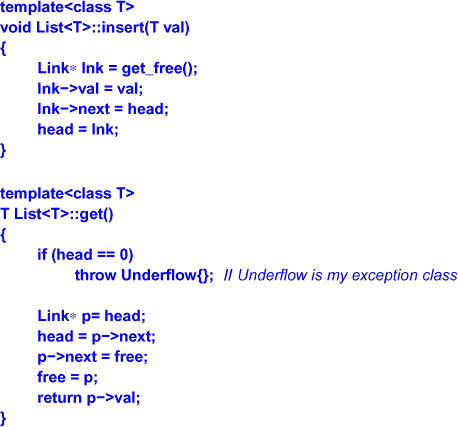 template<class T>
void List<T>::insert(T val)
{
Link∗ lnk = get_free();
lnk−>val = val;
lnk−>next = head;
head = lnk;
}
template<class T>
T List<T>::get()
{
if (head == 0)
throw Underflow{}; // Underflow is my exception class
Link∗ p= head;
head = p−>next;
p−>next = free;
free = p;
return p−>val;
}